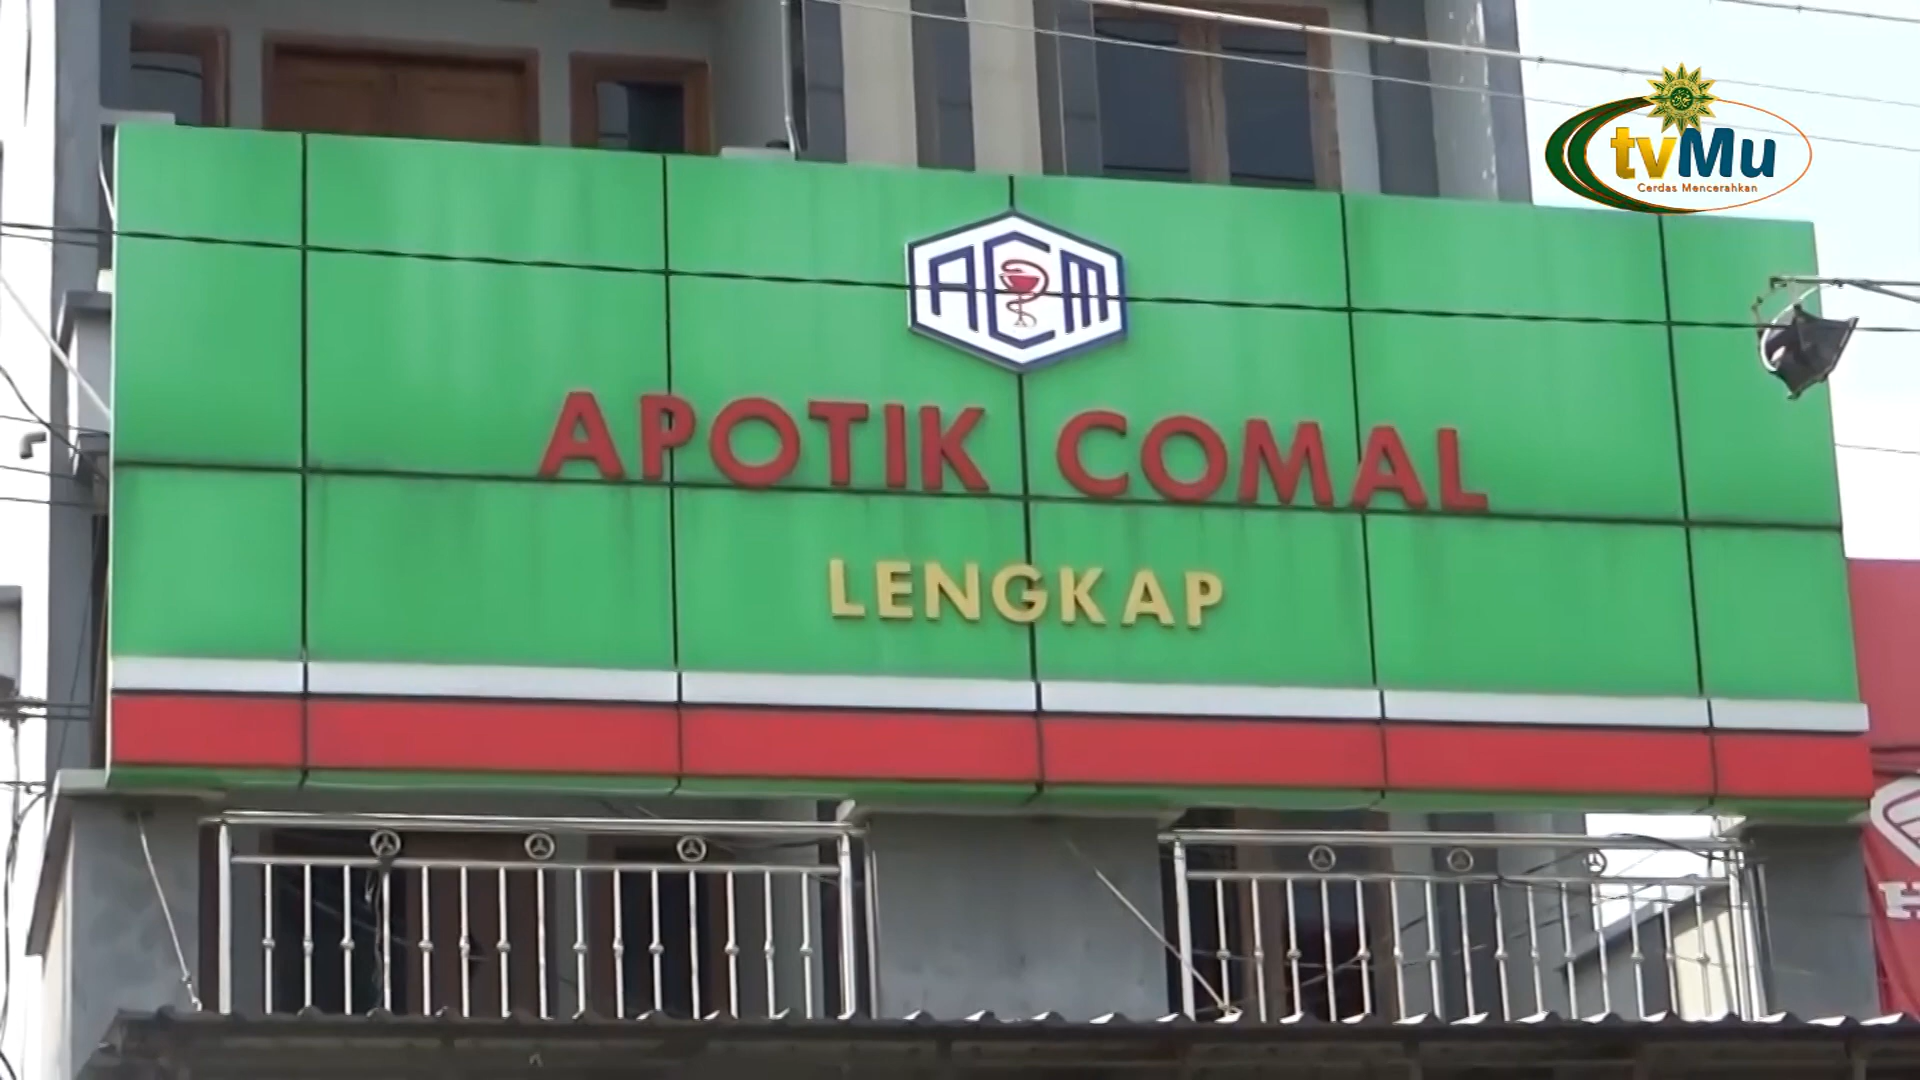 tvMu
Cerdas Mencerahkan
ACM
APOTIK COMAL
LENGKAP